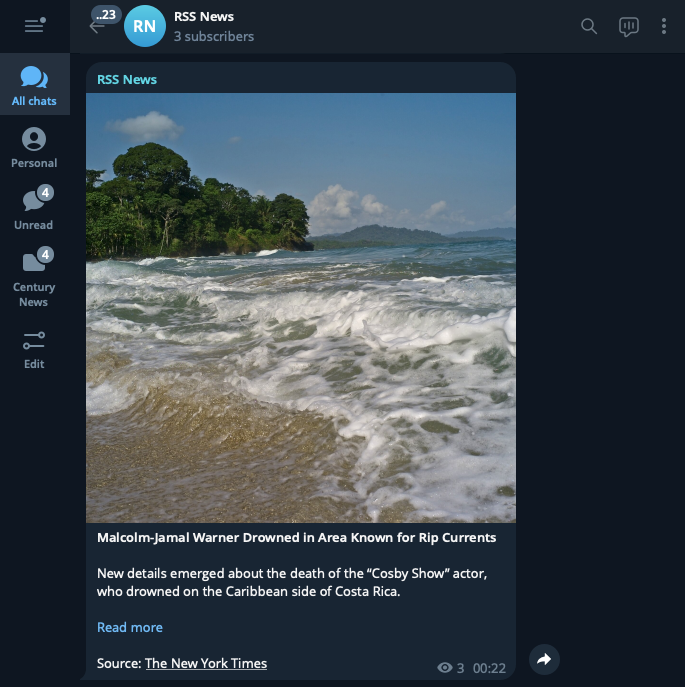 ..23
RN
RSS News
3 subscribers
All chats
Personal
4
Unread
4
Century
News
Edit
RSS News
Malcolm-Jamal Warner Drowned in Area Known for Rip Currents
New details emerged about the death of the “Cosby Show” actor,
who drowned on the Caribbean side of Costa Rica.
Read more
Source: The New York Times
3 00:22